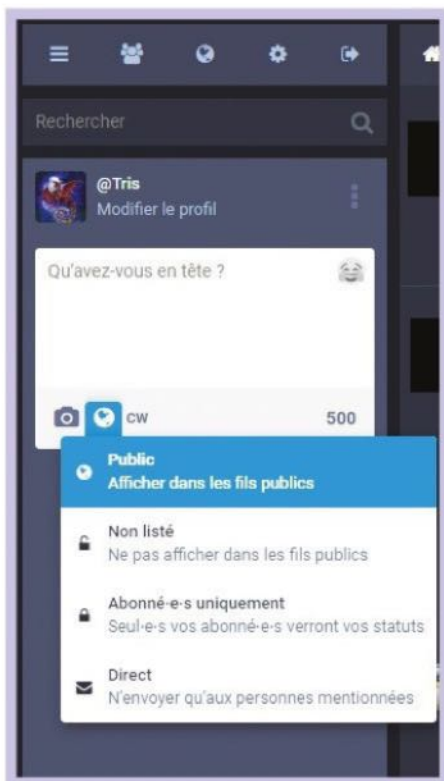 Rechercher
@Tris
Modifier le profil
Qu'avez-vous en tête ?
CW
500
Public
Afficher dans les fils publics
Non listé
Ne pas afficher dans les fils publics
Abonné·e·s uniquement
Seul·e·s vos abonné·e·s verront vos statuts
Direct
N'envoyer qu'aux personnes mentionnées